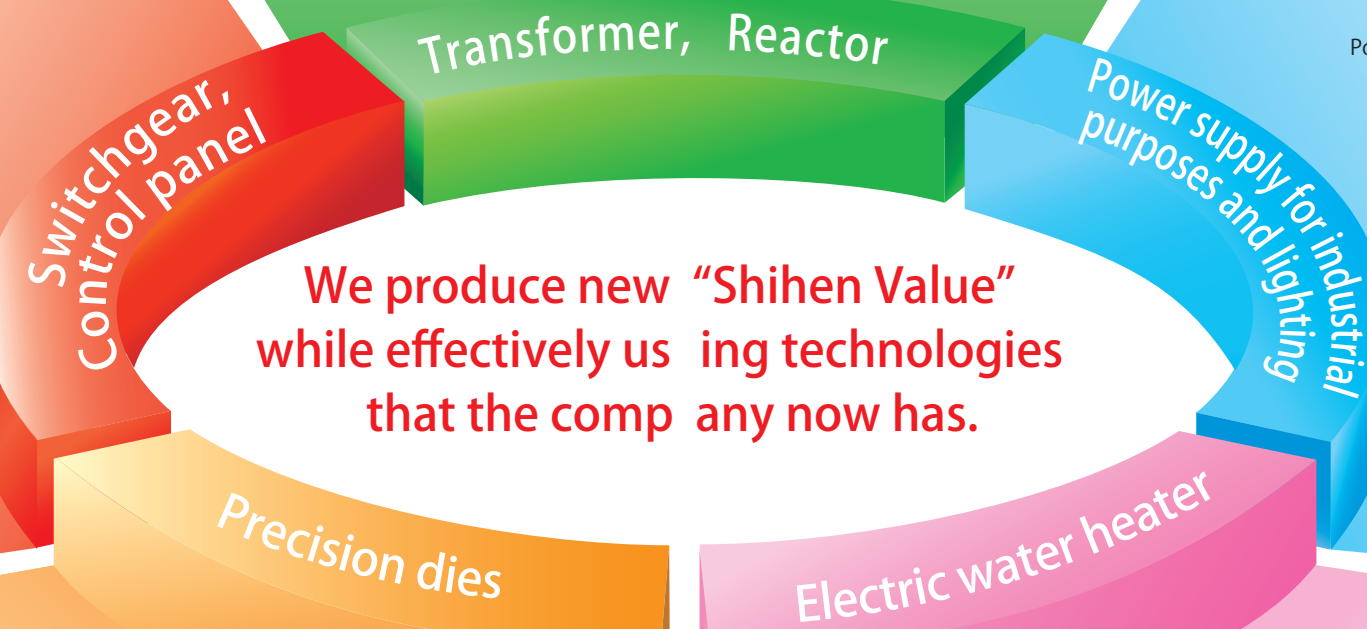 Transformer, Reactor
Po
Switchgear,
Control panel
Power supply for industrial
purposes and lighting
We produce new “Shihen Value”
while effectively us ing technologies
that the comp any now has.
Precision dies
Electric water heater